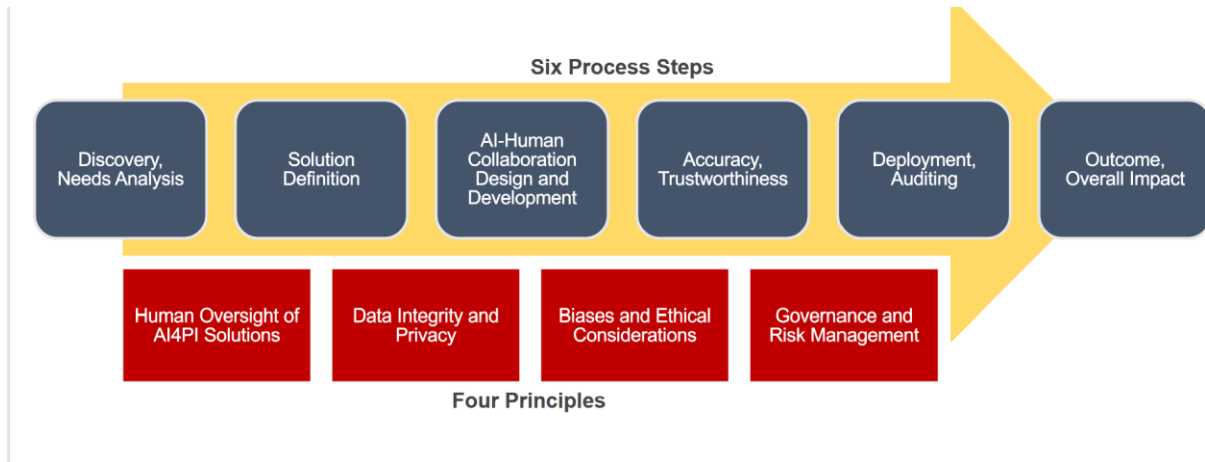 Six Process Steps
Discovery,
Needs Analysis
Solution
Definition
AI-Human
Collaboration
Design and
Development
Accuracy,
Trustworthiness
Deployment,
Auditing
Outcome,
Overall Impact
Human Oversight of
AI4PI Solutions
Data Integrity and
Privacy
Biases and Ethical
Considerations
Governance and
Risk Management
Four Principles